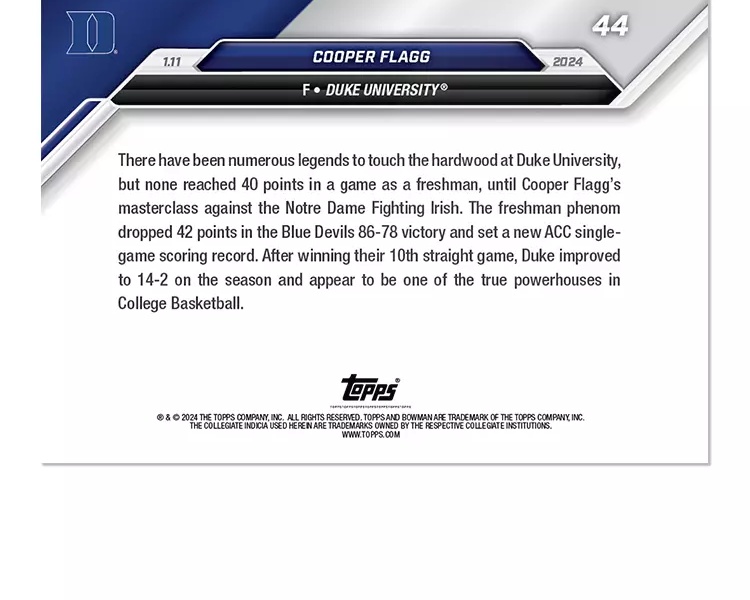 D
44
1.11
COOPER FLAGG
2024
F • DUKE UNIVERSITY®
There have been numerous legends to touch the hardwood at Duke University,
but none reached 40 points in a game as a freshman, until Cooper Flagg's
masterclass against the Notre Dame Fighting Irish. The freshman phenom
dropped 42 points in the Blue Devils 86-78 victory and set a new ACC single-
game scoring record. After winning their 10th straight game, Duke improved
to 14-2 on the season and appear to be one of the true powerhouses in
College Basketball.
topps®
® & © 2024 THE TOPPS COMPANY, INC. ALL RIGHTS RESERVED. TOPPS AND BOWMAN ARE TRADEMARK OF THE TOPPS COMPANY, INC.
THE COLLEGIATE INDICIA USED HEREIN ARE TRADEMARKS OWNED BY THE RESPECTIVE COLLEGIATE INSTITUTIONS.
WWW.TOPPS.COM